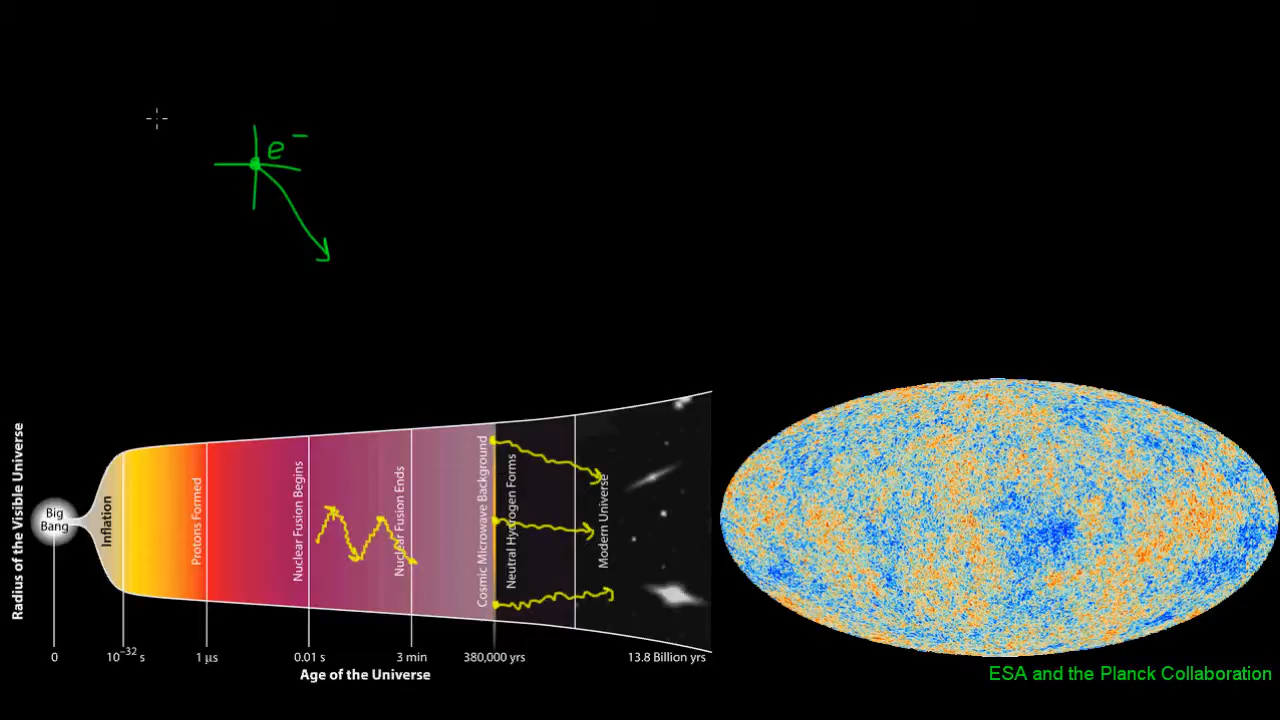 e⁻
Radius of the Visible Universe
Big
Bang
Inflation
Protons Formed
Nuclear Fusion Begins
Nuclear Fusion Ends
Cosmic Microwave Background
Neutral Hydrogen Forms
Modern Universe
0
10⁻³² s
1 µs
0.01 s
3 min
380,000 yrs
13.8 Billion yrs
Age of the Universe
ESA and the Planck Collaboration